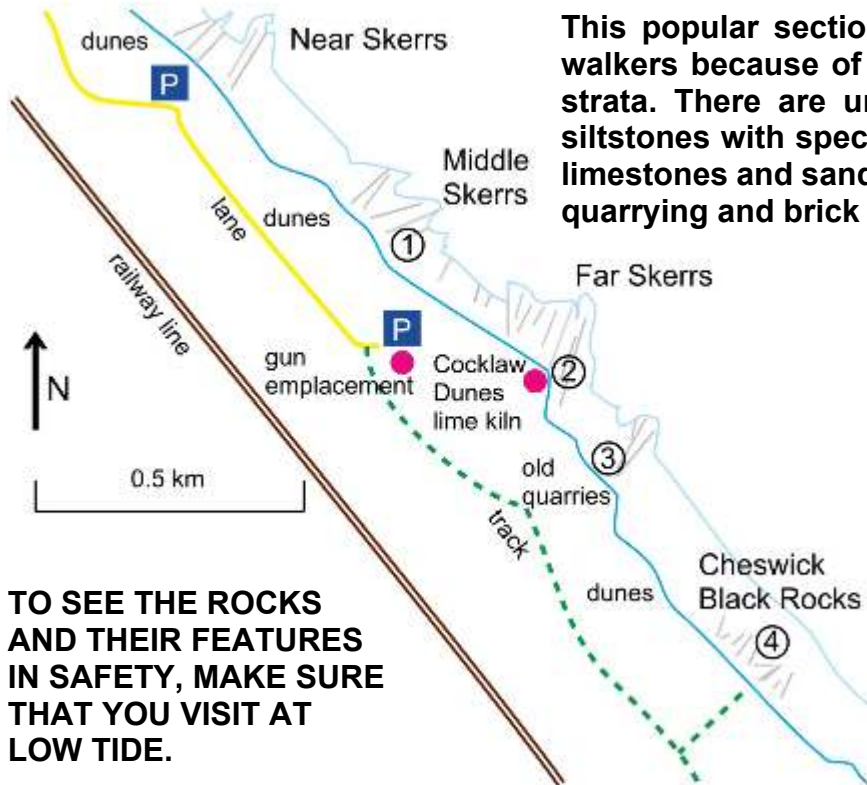 This popular section
walkers because of
strata. There are
siltstones with spec
limestones and sand
quarrying and brick
dunes
Near Skerrs
P
Middle
Skerrs
lane
dunes
1
railway line
Far Skerrs
P
N
gun
emplacement
Cocklaw
Dunes
lime kiln
2
0.5 km
old
quarries
3
track
dunes
Cheswick
Black Rocks
4
TO SEE THE ROCKS
AND THEIR FEATURES
IN SAFETY, MAKE SURE
THAT YOU VISIT AT
LOW TIDE.